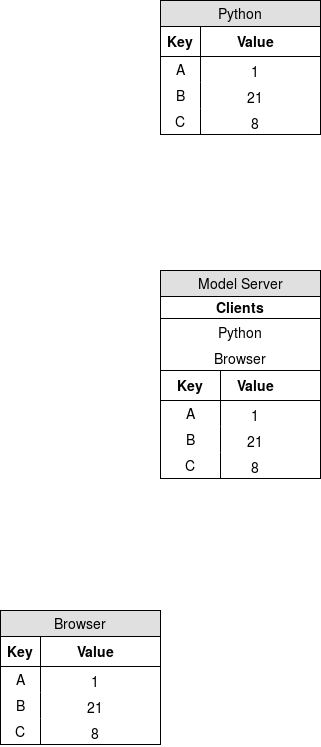 Python
Key Value
A 1
B 21
C 8
Model Server
Clients
Python
Browser
Key Value
A 1
B 21
C 8
Browser
Key Value
A 1
B 21
C 8